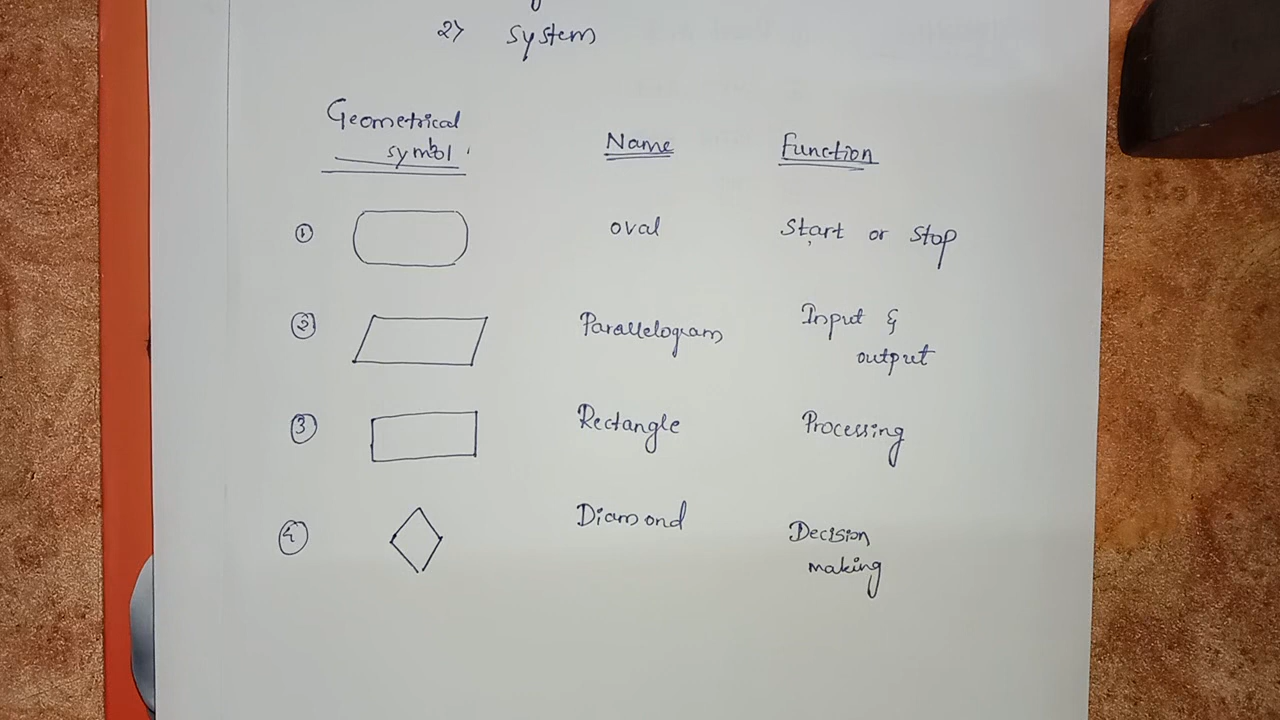 2> system
Geometrical
symbol
Name
Function
① oval Start or stop
② Parallelogram Input &
output
③ Rectangle Processing
④ Diamond Decision
making